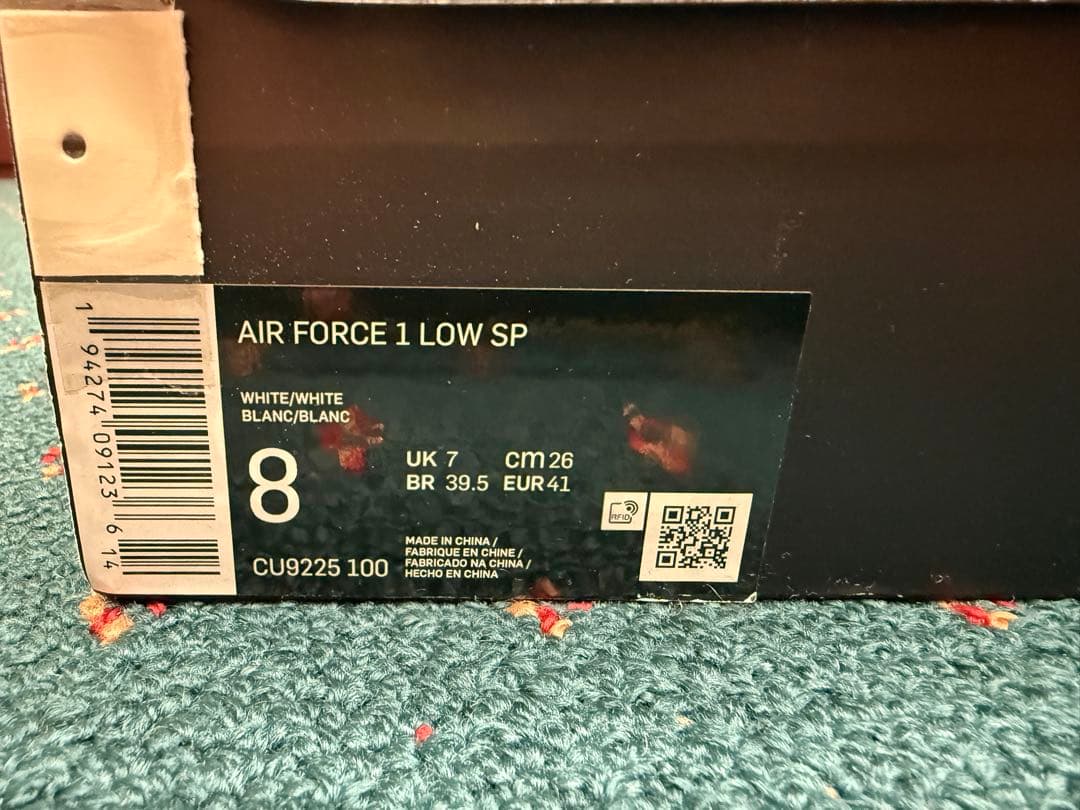 AIR FORCE 1 LOW SP
WHITE/WHITE
BLANC/BLANC
8
UK 7 cm 26
BR 39.5 EUR 41
RFID
CU9225 100
MADE IN CHINA /
FABRIQUE EN CHINE /
FABRICADO NA CHINA /
HECHO EN CHINA
1 94274 09123 6 14